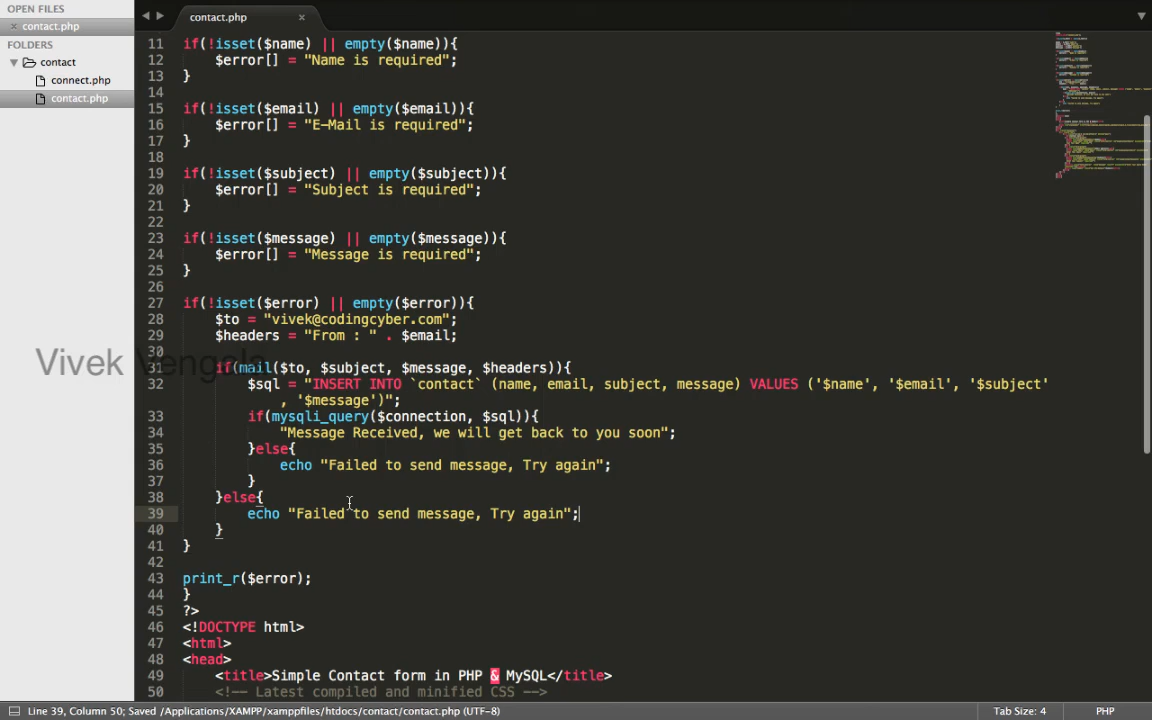 OPEN FILES
× contact.php
FOLDERS
contact
connect.php
contact.php
contact.php ×
11 if(!isset($name) || empty($name)){
12 $error[] = "Name is required";
13 }
14
15 if(!isset($email) || empty($email)){
16 $error[] = "E-Mail is required";
17 }
18
19 if(!isset($subject) || empty($subject)){
20 $error[] = "Subject is required";
21 }
22
23 if(!isset($message) || empty($message)){
24 $error[] = "Message is required";
25 }
26
27 if(!isset($error) || empty($error)){
28 $to = "vivek@codingcyber.com";
29 $headers = "From : " . $email;
Vivek Vengala
31 if(mail($to, $subject, $message, $headers)){
32 $sql = "INSERT INTO `contact` (name, email, subject, message) VALUES ('$name', '$email', '$subject'
, '$message')";
33 if(mysqli_query($connection, $sql)){
34 "Message Received, we will get back to you soon";
35 }else{
36 echo "Failed to send message, Try again";
37 }
38 }else{
39 echo "Failed to send message, Try again";
40 }
41 }
42
43 print_r($error);
44 }
45 ?>
46 <!DOCTYPE html>
47 <html>
48 <head>
49 <title>Simple Contact form in PHP & MySQL</title>
50 <!-- Latest compiled and minified CSS -->
Line 39, Column 50; Saved /Applications/XAMPP/xamppfiles/htdocs/contact/contact.php (UTF-8)
Tab Size: 4
PHP